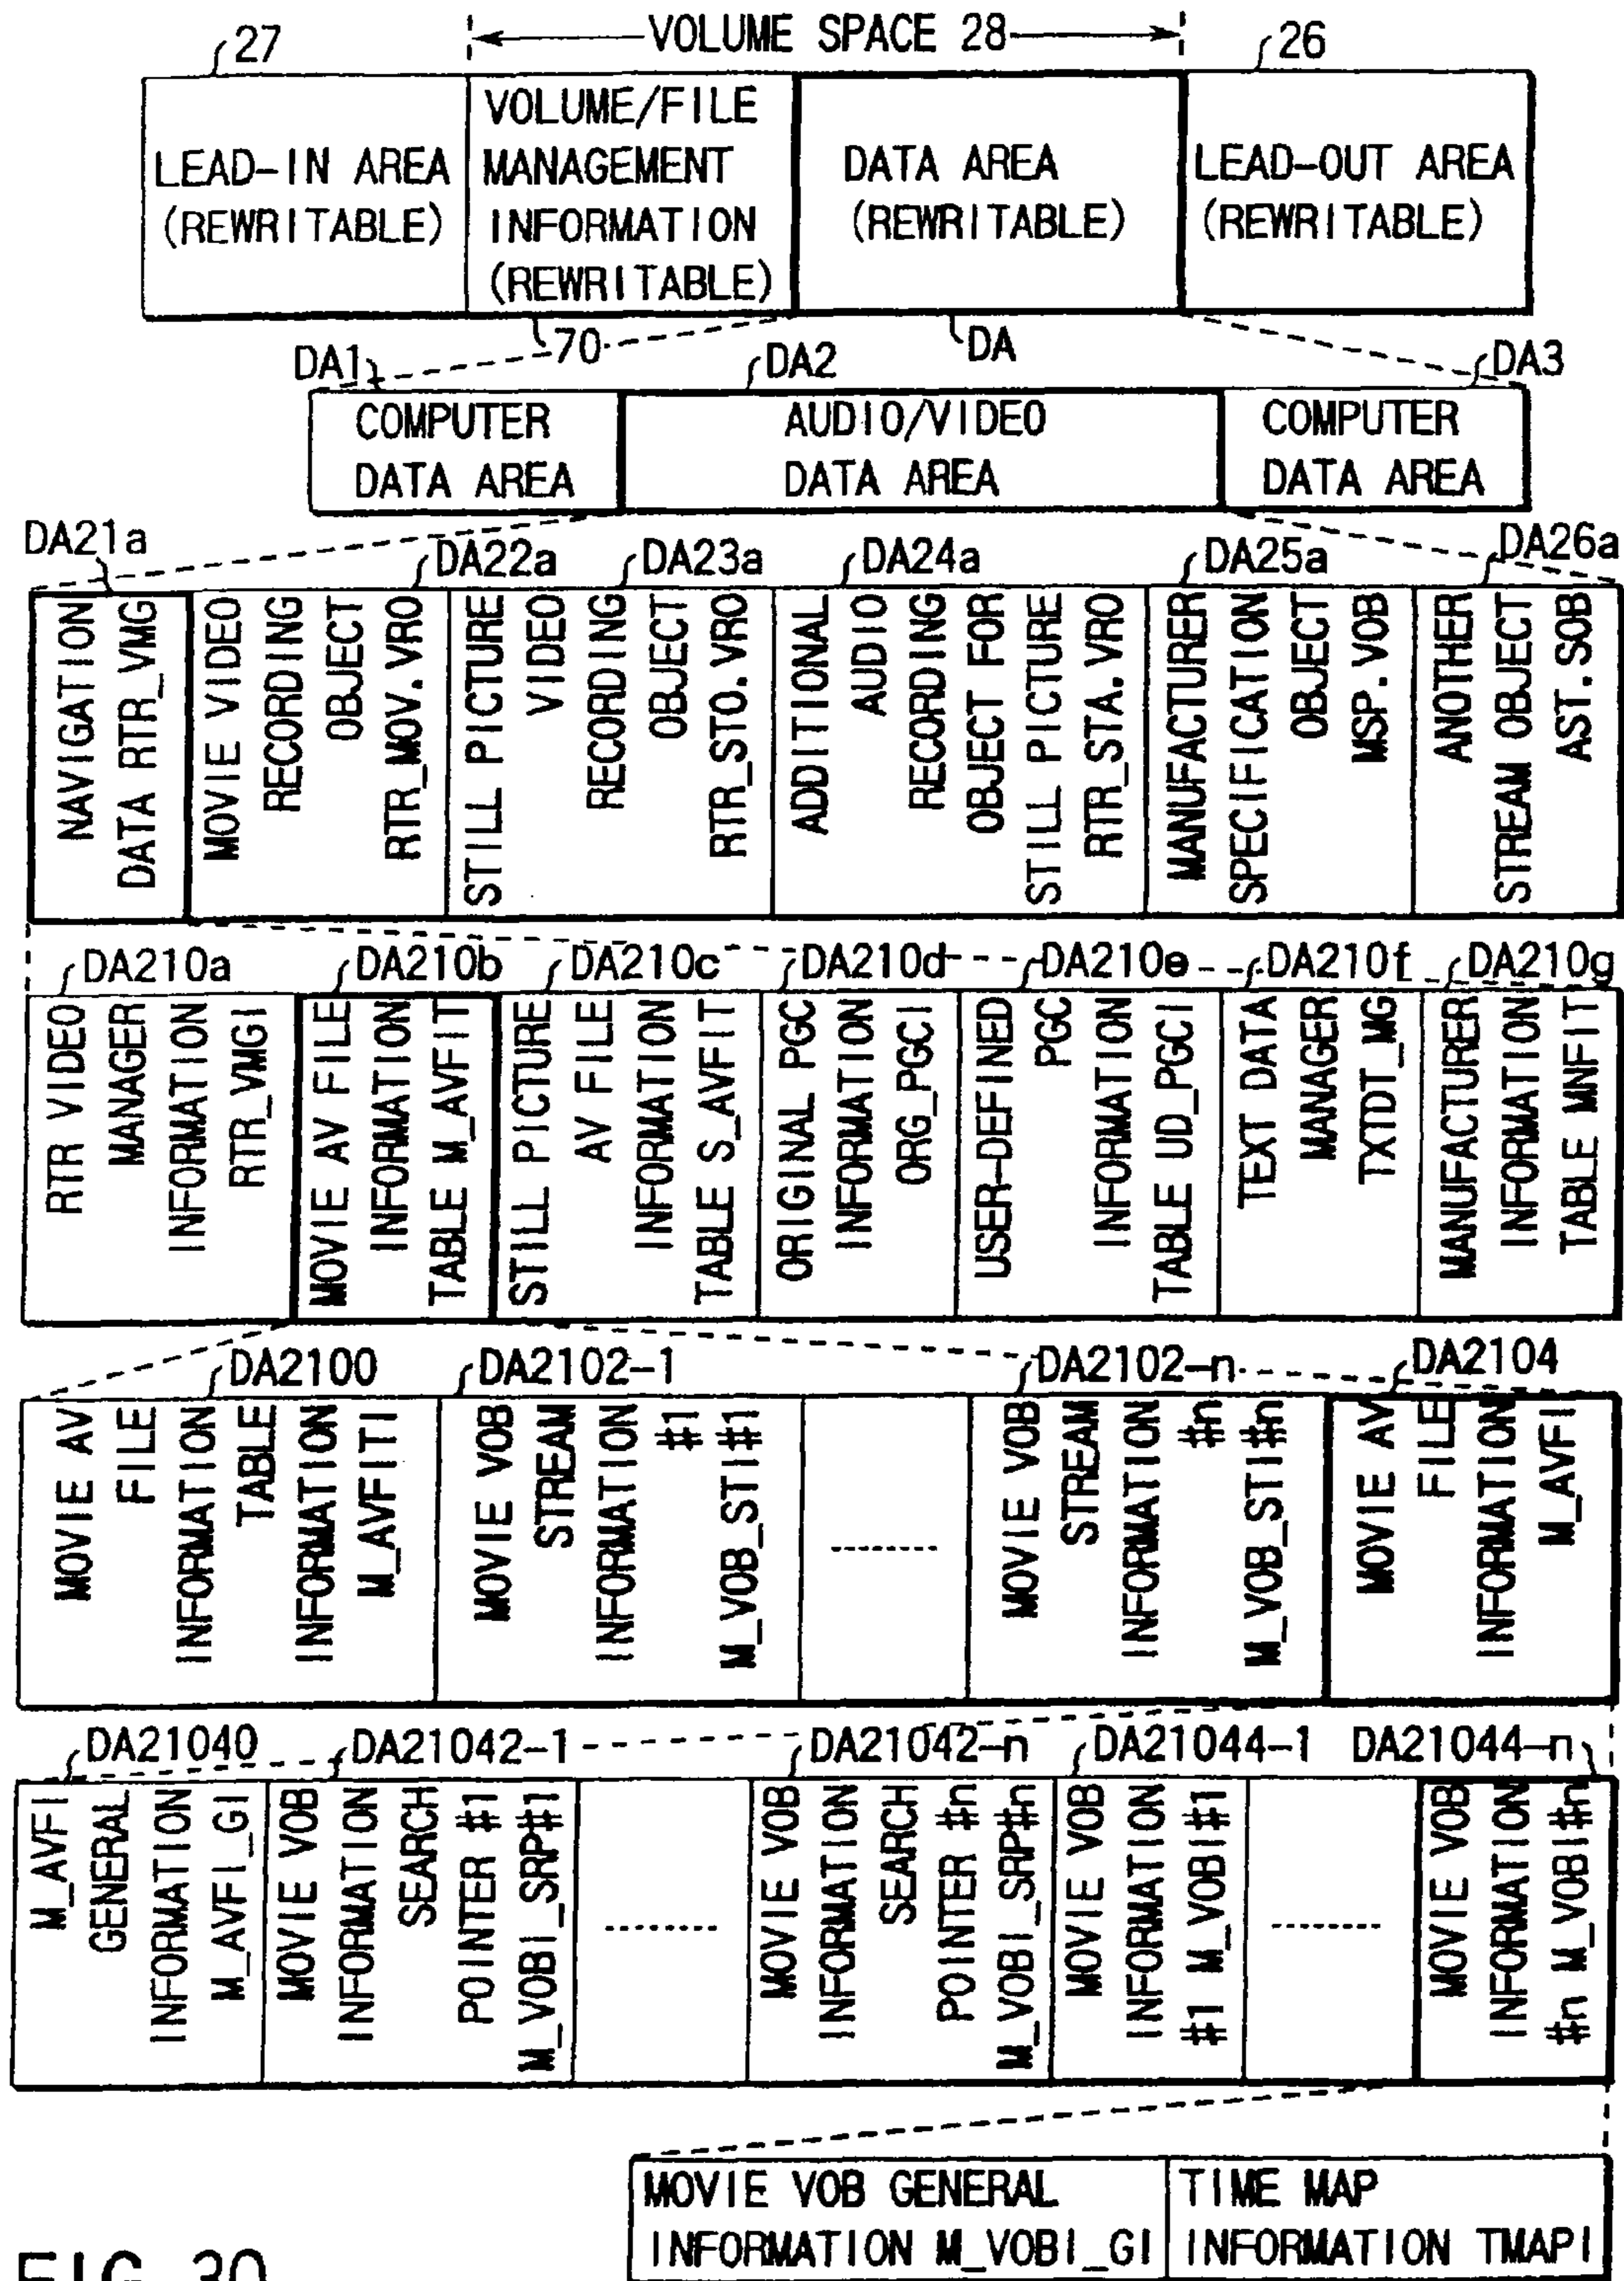 27
VOLUME SPACE 28
26
LEAD-IN AREA
(REWRITABLE)
VOLUME/FILE
MANAGEMENT
INFORMATION
(REWRITABLE)
DATA AREA
(REWRITABLE)
LEAD-OUT AREA
(REWRITABLE)
70
DA
DA1
DA2
DA3
COMPUTER
DATA AREA
AUDIO/VIDEO
DATA AREA
COMPUTER
DATA AREA
DA21a
DA22a
DA23a
DA24a
DA25a
DA26a
NAVIGATION
DATA RTR_VMG
MOVIE VIDEO
RECORDING
OBJECT
RTR_MOV.VRO
STILL PICTURE
VIDEO
RECORDING
OBJECT
RTR_STO.VRO
ADDITIONAL
AUDIO
RECORDING
OBJECT FOR
STILL PICTURE
RTR_STA.VRO
MANUFACTURER
SPECIFICATION
OBJECT
MSP.VOB
ANOTHER
STREAM OBJECT
AST.SOB
DA210a
DA210b
DA210c
DA210d
DA210e
DA210f
DA210g
RTR VIDEO
MANAGER
INFORMATION
RTR_VMGI
MOVIE AV FILE
INFORMATION
TABLE M_AVFIT
STILL PICTURE
AV FILE
INFORMATION
TABLE S_AVFIT
ORIGINAL PGC
INFORMATION
ORG_PGCI
USER-DEFINED
PGC
INFORMATION
TABLE UD_PGCI
TEXT DATA
MANAGER
TXTDT_MG
MANUFACTURER
INFORMATION
TABLE MNFIT
DA2100
DA2102-1
DA2102-n
DA2104
MOVIE AV
FILE
INFORMATION
TABLE
INFORMATION
M_AVFITI
MOVIE VOB
STREAM
INFORMATION
#1
M_VOB_STI#1
MOVIE VOB
STREAM
INFORMATION
#n
M_VOB_STI#n
MOVIE AV
FILE
INFORMATION
M_AVFI
DA21040
DA21042-1
DA21042-n
DA21044-1
DA21044-n
M_AVFI
GENERAL
INFORMATION
M_AVFI_GI
MOVIE VOB
INFORMATION
SEARCH
POINTER #1
M_VOBI_SRP#1
MOVIE VOB
INFORMATION
SEARCH
POINTER #n
M_VOBI_SRP#n
MOVIE VOB
INFORMATION
#1 M_VOBI#1
MOVIE VOB
INFORMATION
#n M_VOBI#n
MOVIE VOB GENERAL
INFORMATION M_VOBI_GI
TIME MAP
INFORMATION TMAPI
FIG. 30